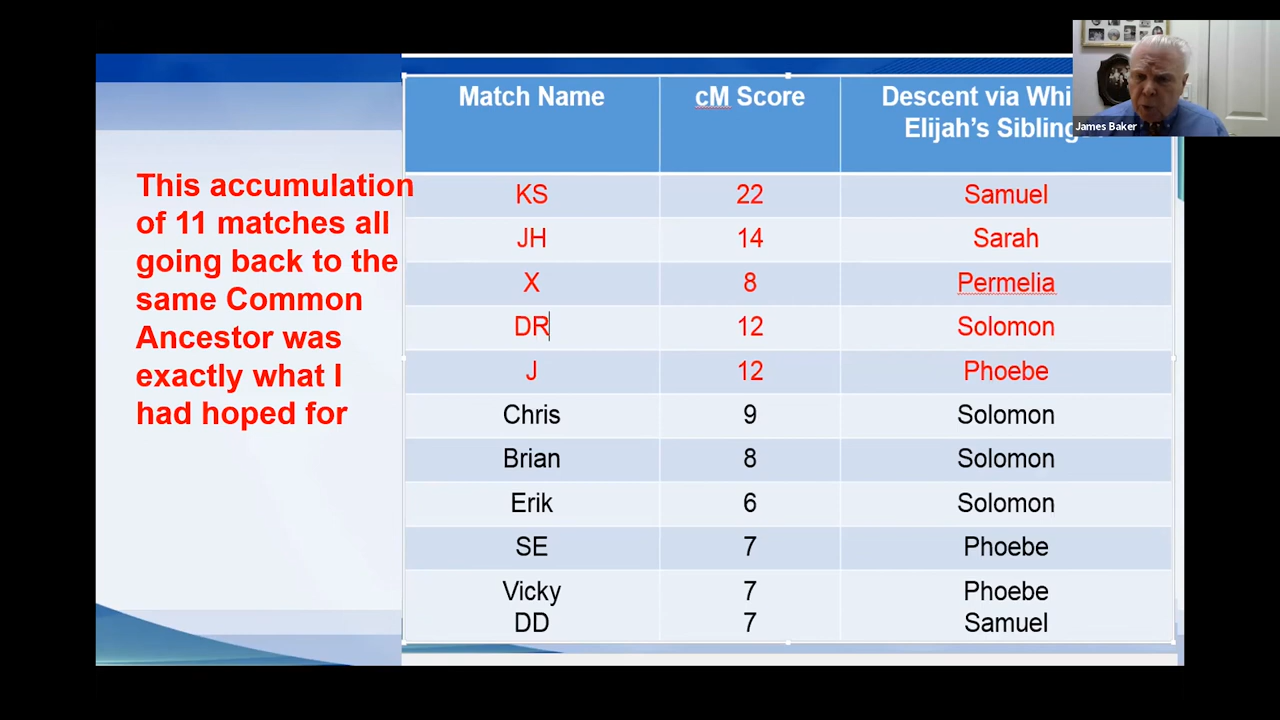 This accumulation
of 11 matches all
going back to the
same Common
Ancestor was
exactly what I
had hoped for
Match Name cM Score Descent via
Elijah's
KS 22 Samuel
JH 14 Sarah
X 8 Permelia
DR 12 Solomon
J 12 Phoebe
Chris 9 Solomon
Brian 8 Solomon
Erik 6 Solomon
SE 7 Phoebe
Vicky 7 Phoebe
DD 7 Samuel
James Baker